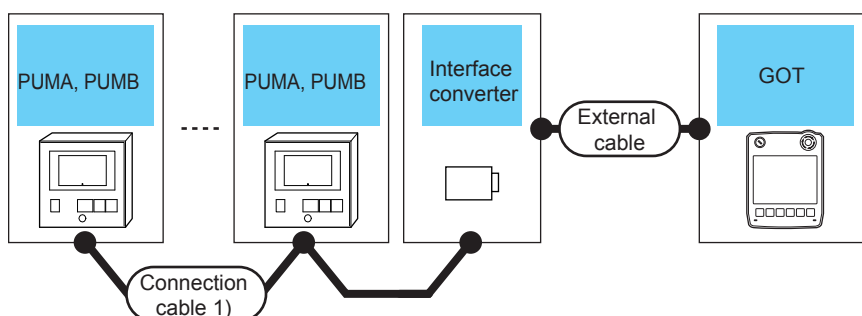 PUMA, PUMB
PUMA, PUMB
Interface
converter
GOT
External
cable
Connection
cable 1)